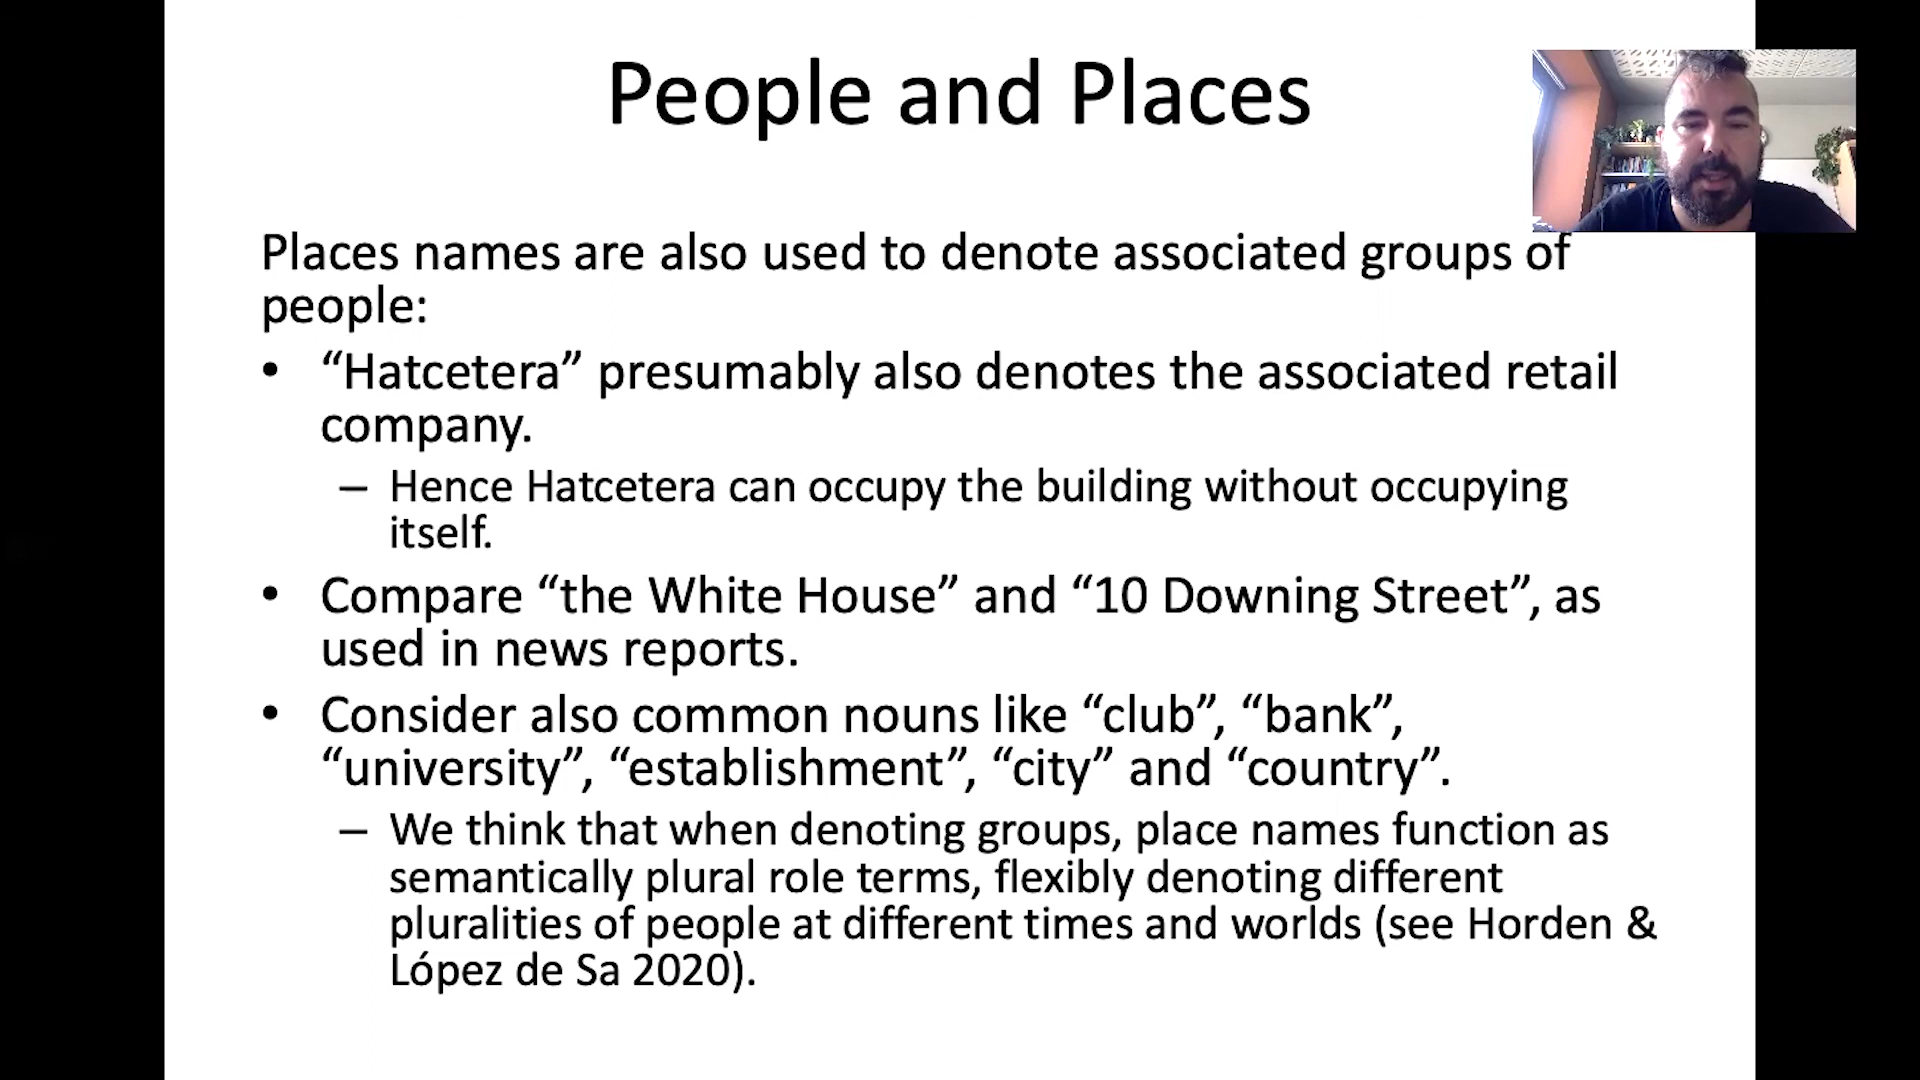 People and Places
Places names are also used to denote associated groups of
people:
• “Hatcetera” presumably also denotes the associated retail
company.
– Hence Hatcetera can occupy the building without occupying
itself.
• Compare “the White House” and “10 Downing Street”, as
used in news reports.
• Consider also common nouns like “club”, “bank”,
“university”, “establishment”, “city” and “country”.
– We think that when denoting groups, place names function as
semantically plural role terms, flexibly denoting different
pluralities of people at different times and worlds (see Horden &
López de Sa 2020).